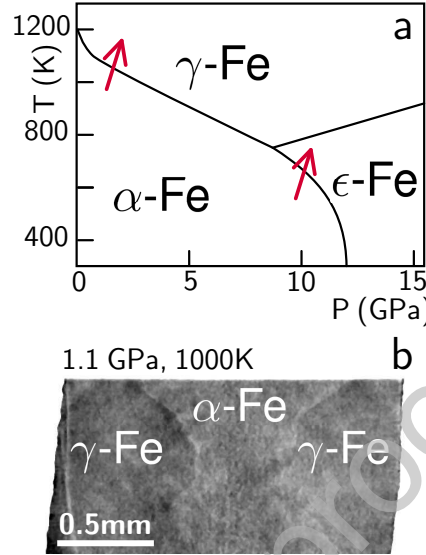 a
1200
800
400
T (K)
γ-Fe
α-Fe
ϵ-Fe
0
5
10
15
P (GPa)
b
1.1 GPa, 1000K
α-Fe
γ-Fe
γ-Fe
0.5mm